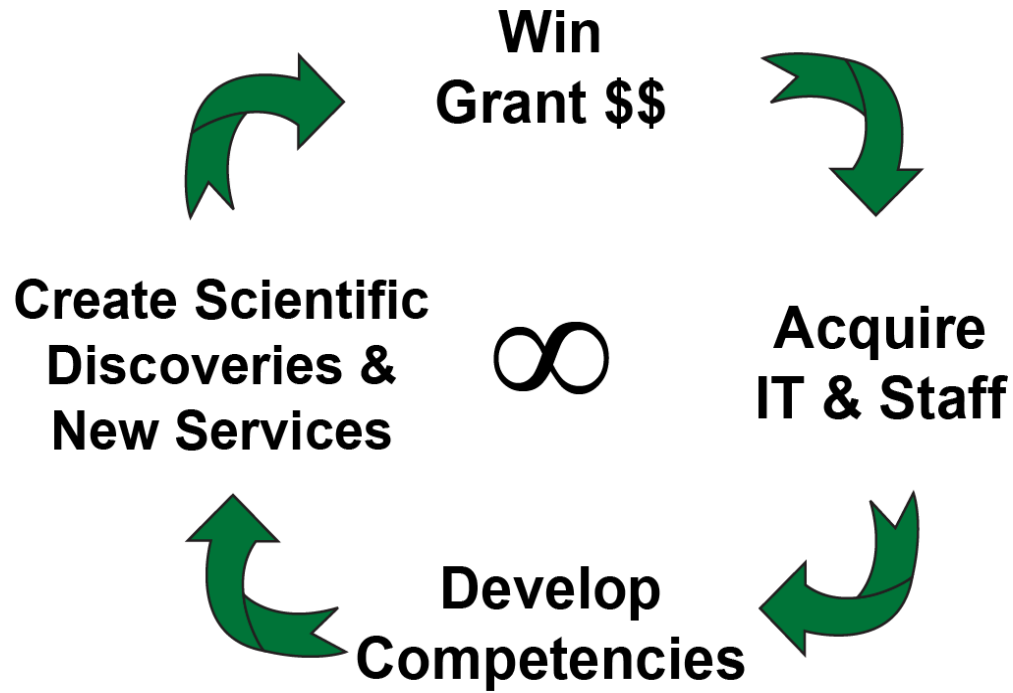 Win
Grant $$
Acquire
IT & Staff
Develop
Competencies
Create Scientific
Discoveries &
New Services
∞